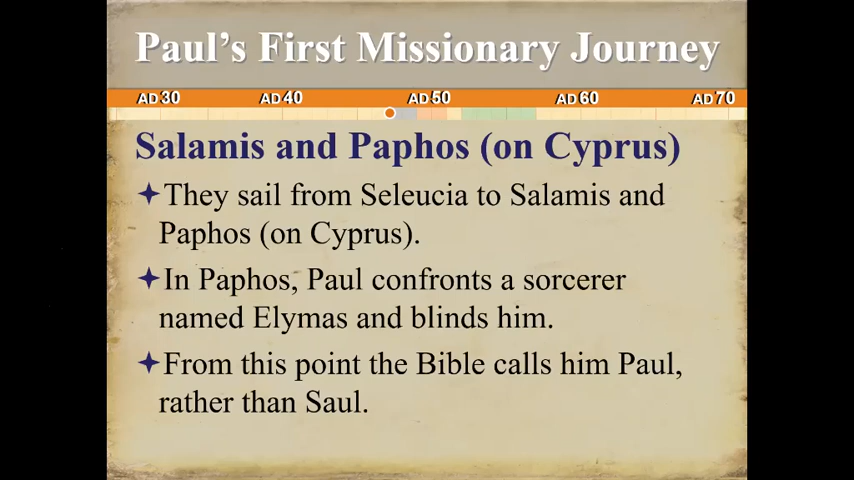 Paul's First Missionary Journey
AD 30 AD 40 AD 50 AD 60 AD 70
Salamis and Paphos (on Cyprus)
They sail from Seleucia to Salamis and
Paphos (on Cyprus).
In Paphos, Paul confronts a sorcerer
named Elymas and blinds him.
From this point the Bible calls him Paul,
rather than Saul.